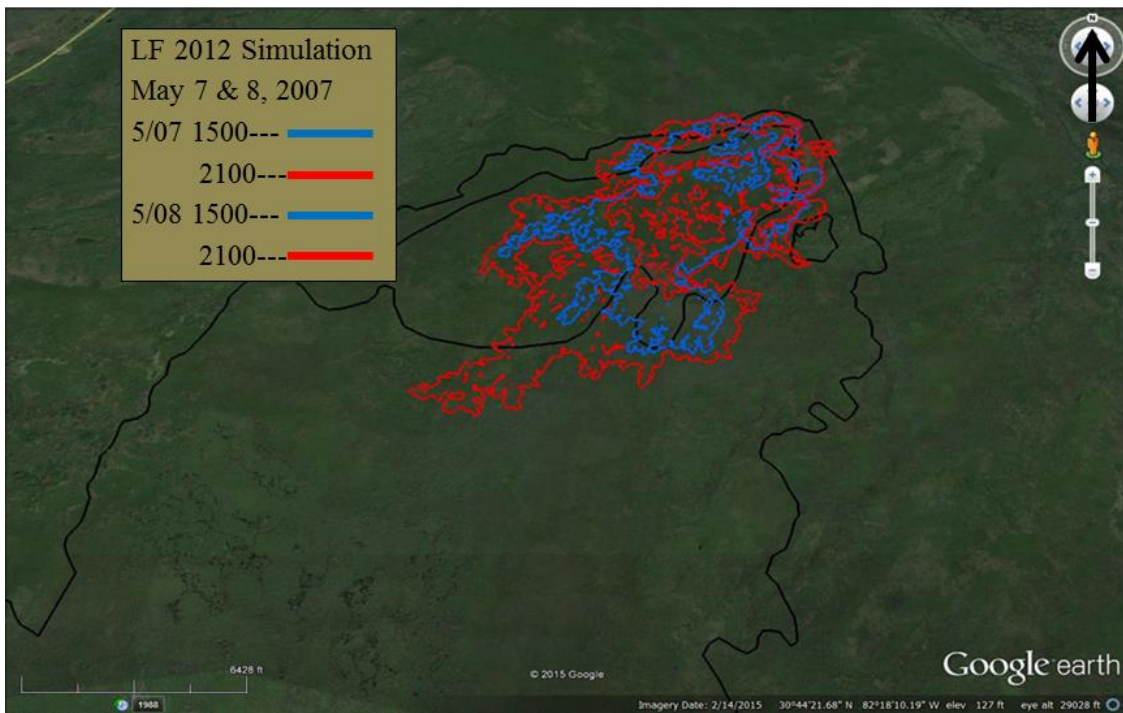 LF 2012 Simulation
May 7 & 8, 2007
5/07 1500---
2100---
5/08 1500---
2100---
N
6428 ft
© 2015 Google
Google earth
1988
Imagery Date: 2/14/2015 30°44'21.68" N 82°18'10.19" W elev 127 ft eye alt 29028 ft